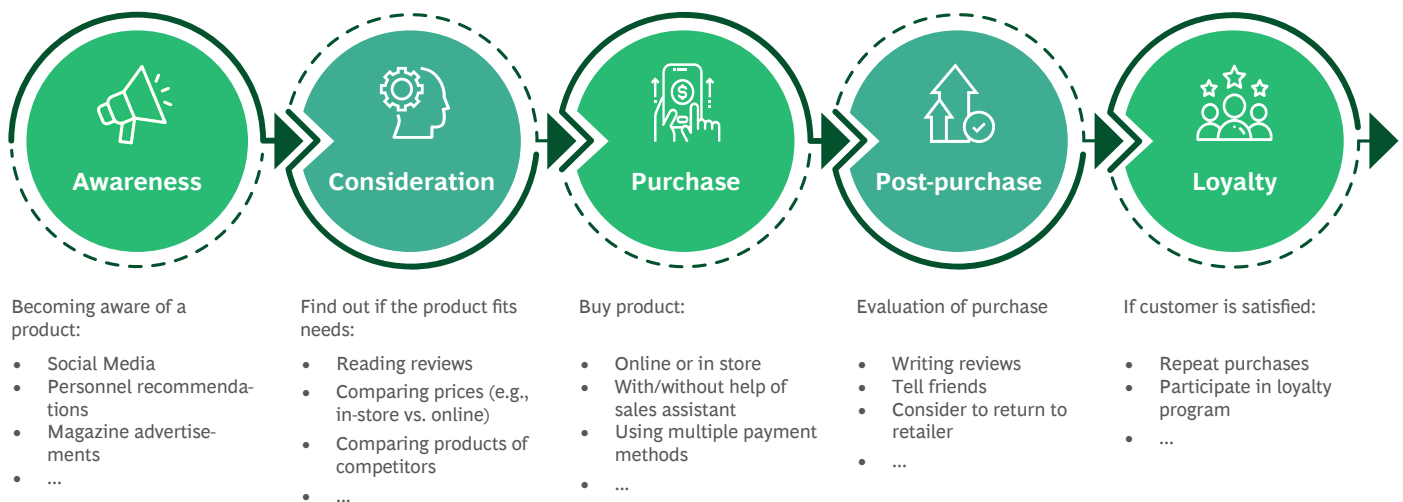 Awareness
Consideration
Purchase
Post-purchase
Loyalty
Becoming aware of a
product:
• Social Media
• Personnel recommenda-
tions
• Magazine advertise-
ments
• ...
Find out if the product fits
needs:
• Reading reviews
• Comparing prices (e.g.,
in-store vs. online)
• Comparing products of
competitors
• ...
Buy product:
• Online or in store
• With/without help of
sales assistant
• Using multiple payment
methods
• ...
Evaluation of purchase
• Writing reviews
• Tell friends
• Consider to return to
retailer
• ...
If customer is satisfied:
• Repeat purchases
• Participate in loyalty
program
• ...